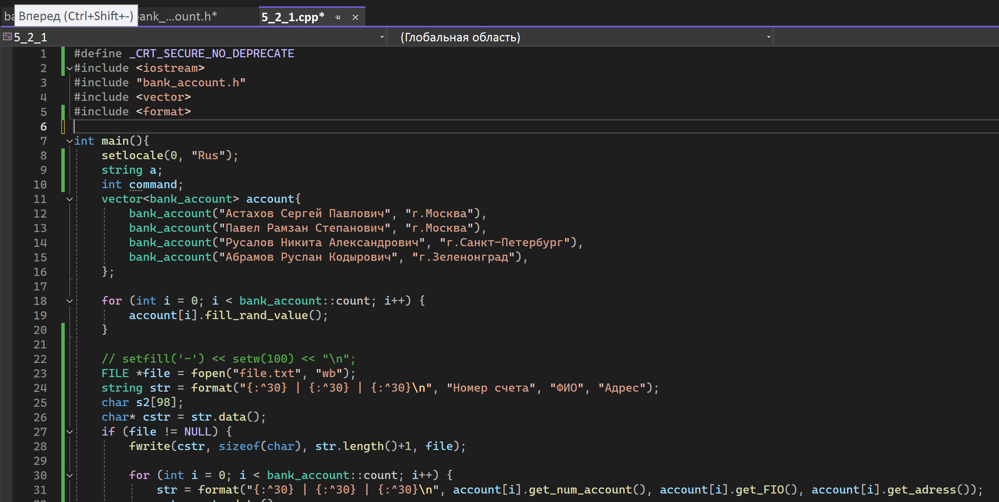 Вперед (Ctrl+Shift+-)
ank_...ount.h*
5_2_1.cpp*
5_2_1
(Глобальная область)
1 #define _CRT_SECURE_NO_DEPRECATE
2 #include <iostream>
3 #include "bank_account.h"
4 #include <vector>
5 #include <format>
6
7 int main(){
8 setlocale(0, "Rus");
9 string a;
10 int command;
11 vector<bank_account> account{
12 bank_account("Астахов Сергей Павлович", "г.Москва"),
13 bank_account("Павел Рамзан Степанович", "г.Москва"),
14 bank_account("Русалов Никита Александрович", "г.Санкт-Петербург"),
15 bank_account("Абрамов Руслан Кодырович", "г.Зеленонград"),
16 };
17
18 for (int i = 0; i < bank_account::count; i++) {
19 account[i].fill_rand_value();
20 }
21
22 // setfill('-') << setw(100) << "\n";
23 FILE *file = fopen("file.txt", "wb");
24 string str = format("{:^30} | {:^30} | {:^30}\n", "Номер счета", "ФИО", "Адрес");
25 char s2[98];
26 char* cstr = str.data();
27 if (file != NULL) {
28 fwrite(cstr, sizeof(char), str.length()+1, file);
29
30 for (int i = 0; i < bank_account::count; i++) {
31 str = format("{:^30} | {:^30} | {:^30}\n", account[i].get_num_account(), account[i].get_FIO(), account[i].get_adress());